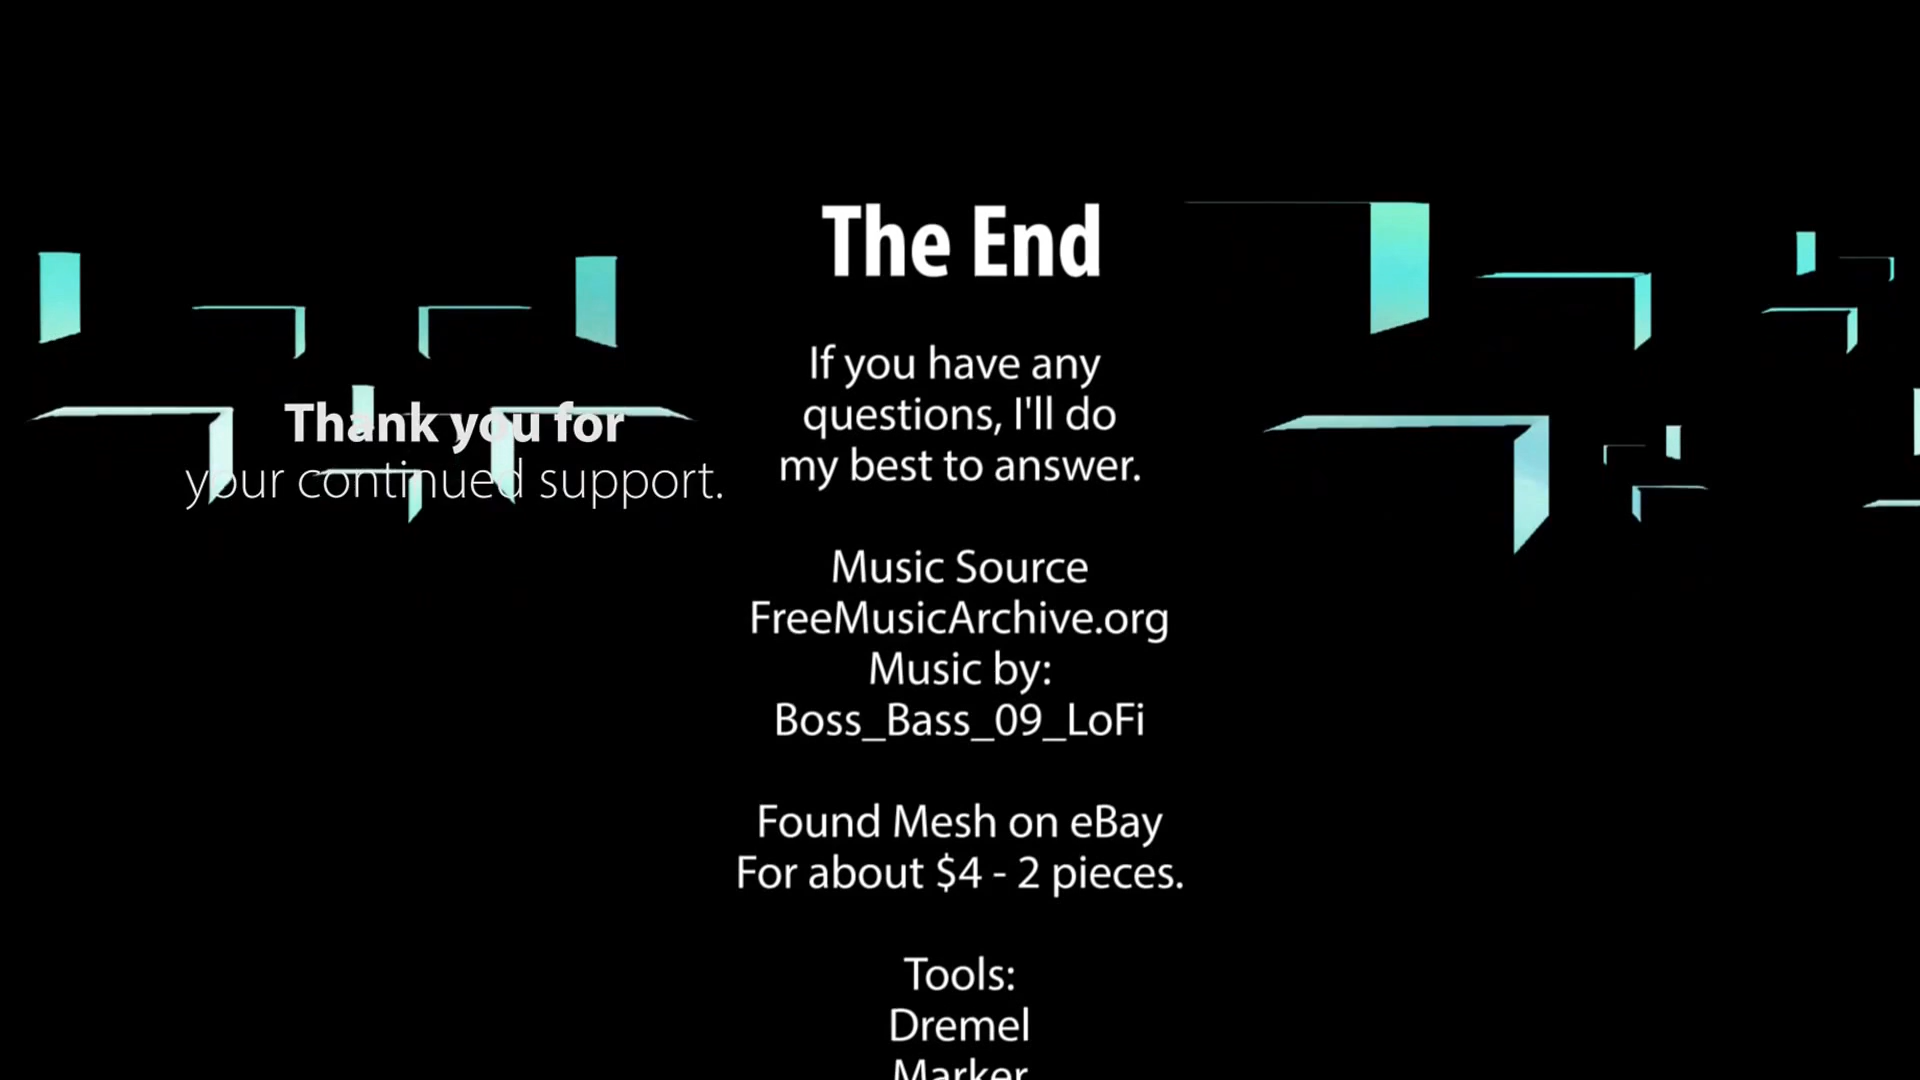 The End
If you have any
questions, I'll do
my best to answer.
Thank you for
your continued support.
Music Source
FreeMusicArchive.org
Music by:
Boss_Bass_09_LoFi
Found Mesh on eBay
For about $4 - 2 pieces.
Tools:
Dremel
Marker